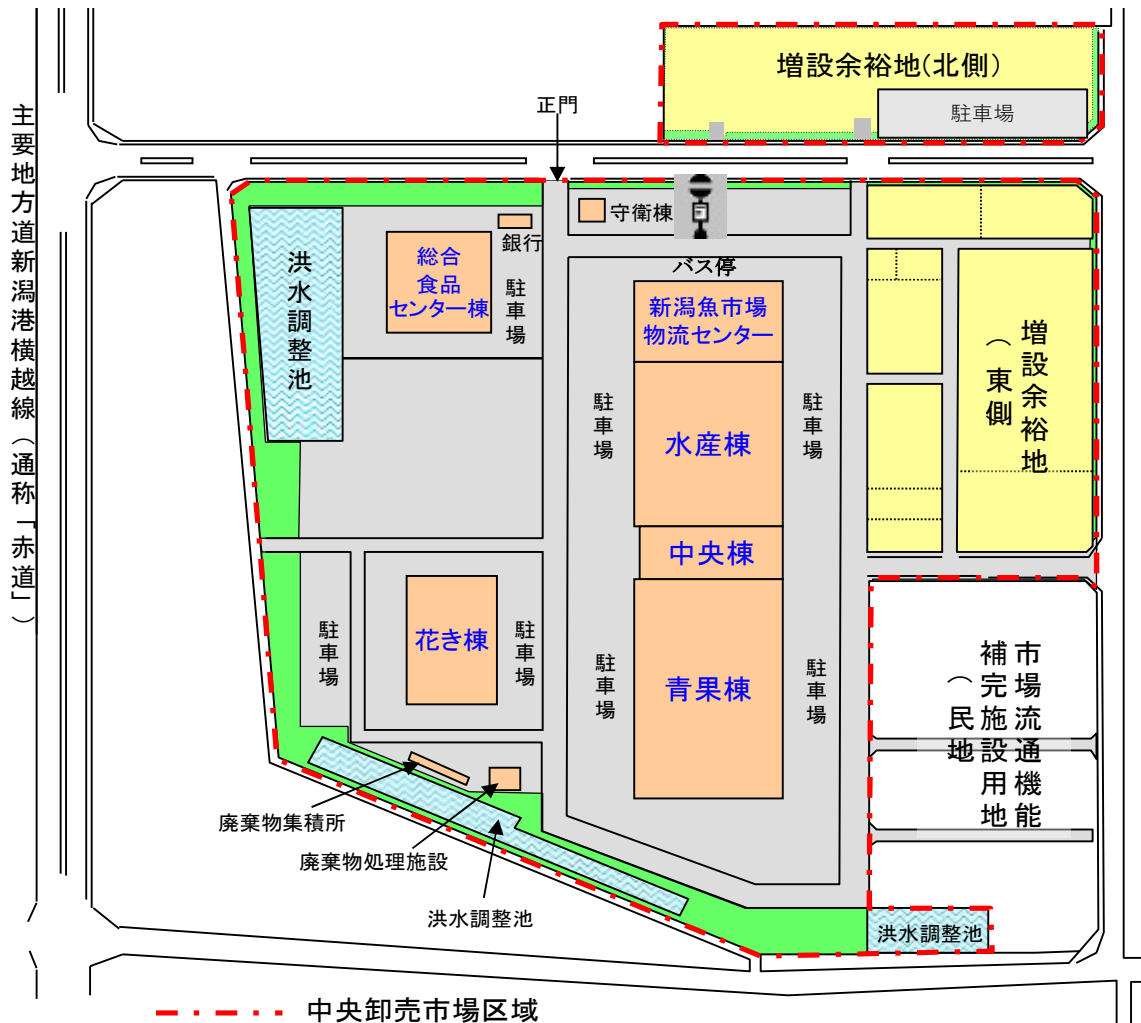 増設余裕地(北側)
駐車場
正門
主要地方道新潟港横越線(通称「赤道」)
守衛棟
バス停
銀行
総合
食品
センター棟
駐車場
洪水調整池
新潟魚市場
物流センター
増設余裕地
(東側
駐車場
水産棟
駐車場
中央棟
花き棟
駐車場
駐車場
青果棟
駐車場
駐車場
市場流通機能
補完施設用地
(民地
廃棄物集積所
廃棄物処理施設
洪水調整池
洪水調整池
中央卸売市場区域